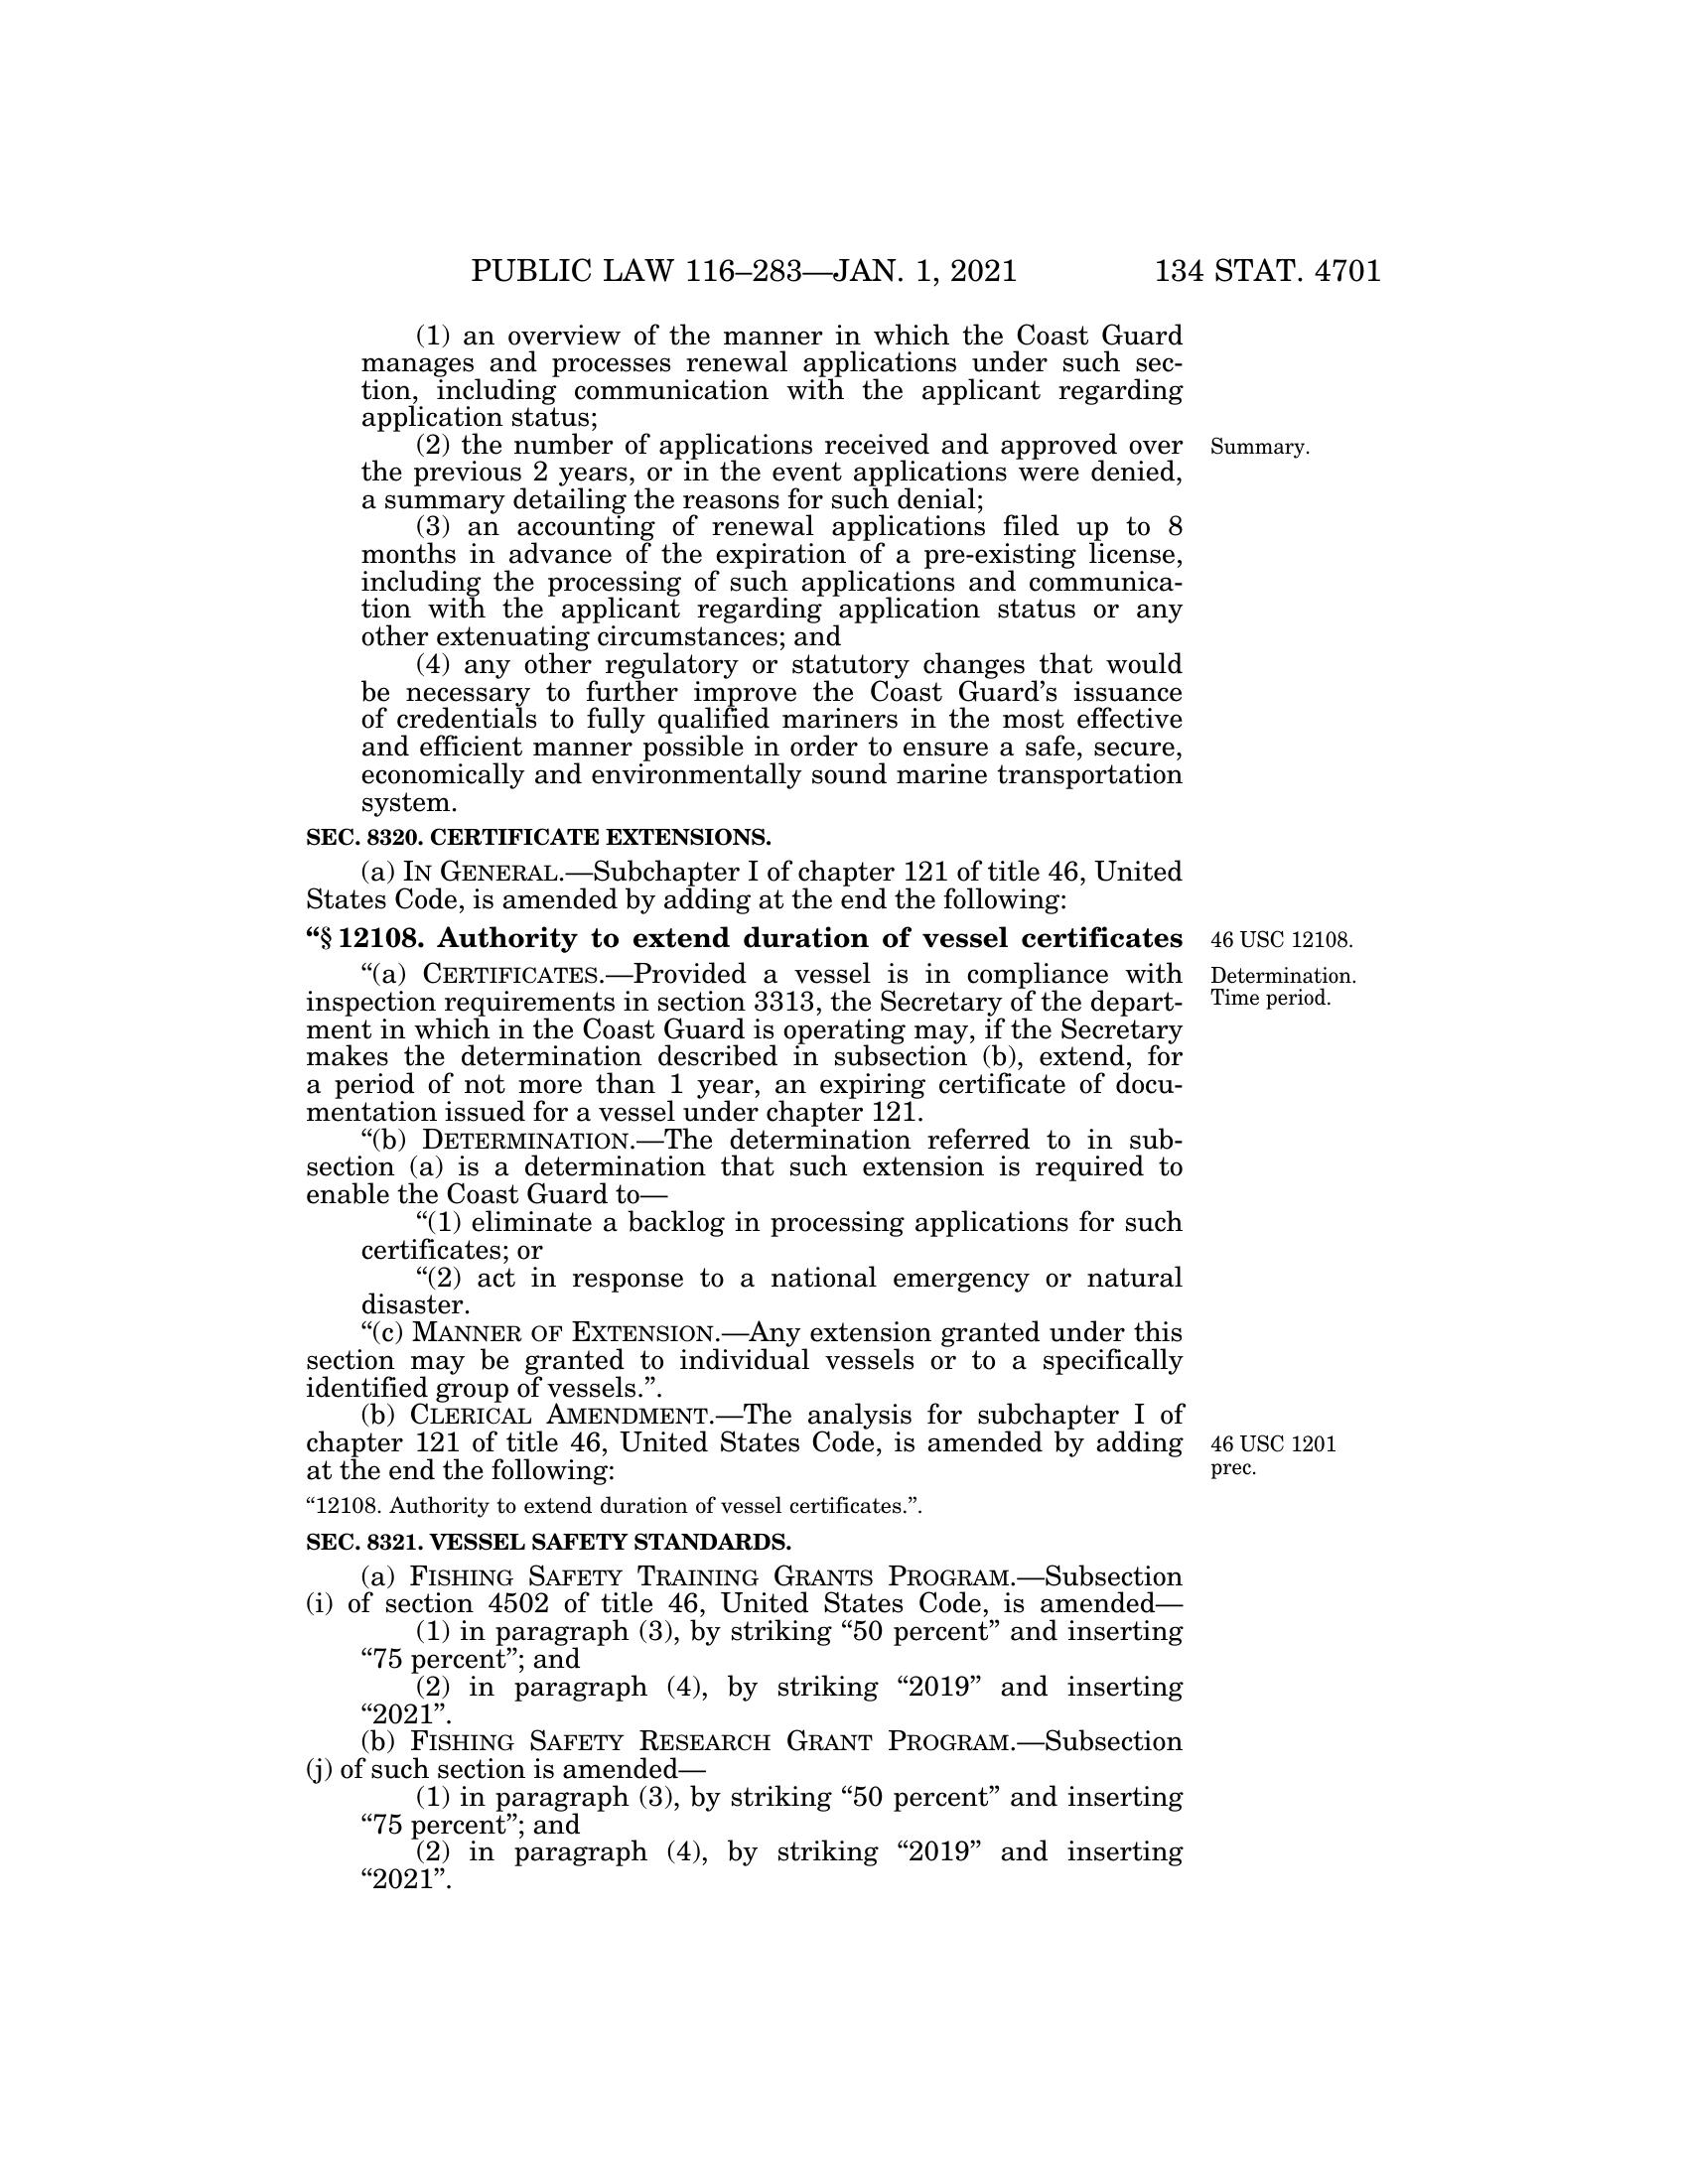 PUBLIC LAW 116–283—JAN. 1, 2021 134 STAT. 4701
(1) an overview of the manner in which the Coast Guard
manages and processes renewal applications under such sec-
tion, including communication with the applicant regarding
application status;
(2) the number of applications received and approved over
the previous 2 years, or in the event applications were denied,
a summary detailing the reasons for such denial;
(3) an accounting of renewal applications filed up to 8
months in advance of the expiration of a pre-existing license,
including the processing of such applications and communica-
tion with the applicant regarding application status or any
other extenuating circumstances; and
(4) any other regulatory or statutory changes that would
be necessary to further improve the Coast Guard's issuance
of credentials to fully qualified mariners in the most effective
and efficient manner possible in order to ensure a safe, secure,
economically and environmentally sound marine transportation
system.
SEC. 8320. CERTIFICATE EXTENSIONS.
(a) IN GENERAL.—Subchapter I of chapter 121 of title 46, United
States Code, is amended by adding at the end the following:
“§ 12108. Authority to extend duration of vessel certificates
“(a) CERTIFICATES.—Provided a vessel is in compliance with
inspection requirements in section 3313, the Secretary of the depart-
ment in which in the Coast Guard is operating may, if the Secretary
makes the determination described in subsection (b), extend, for
a period of not more than 1 year, an expiring certificate of docu-
mentation issued for a vessel under chapter 121.
“(b) DETERMINATION.—The determination referred to in sub-
section (a) is a determination that such extension is required to
enable the Coast Guard to—
“(1) eliminate a backlog in processing applications for such
certificates; or
“(2) act in response to a national emergency or natural
disaster.
“(c) MANNER OF EXTENSION.—Any extension granted under this
section may be granted to individual vessels or to a specifically
identified group of vessels.”.
(b) CLERICAL AMENDMENT.—The analysis for subchapter I of
chapter 121 of title 46, United States Code, is amended by adding
at the end the following:
“12108. Authority to extend duration of vessel certificates.”.
SEC. 8321. VESSEL SAFETY STANDARDS.
(a) FISHING SAFETY TRAINING GRANTS PROGRAM.—Subsection
(i) of section 4502 of title 46, United States Code, is amended—
(1) in paragraph (3), by striking “50 percent” and inserting
“75 percent”; and
(2) in paragraph (4), by striking “2019” and inserting
“2021”.
(b) FISHING SAFETY RESEARCH GRANT PROGRAM.—Subsection
(j) of such section is amended—
(1) in paragraph (3), by striking “50 percent” and inserting
“75 percent”; and
(2) in paragraph (4), by striking “2019” and inserting
“2021”.
Summary.
46 USC 12108.
Determination.
Time period.
46 USC 1201
prec.